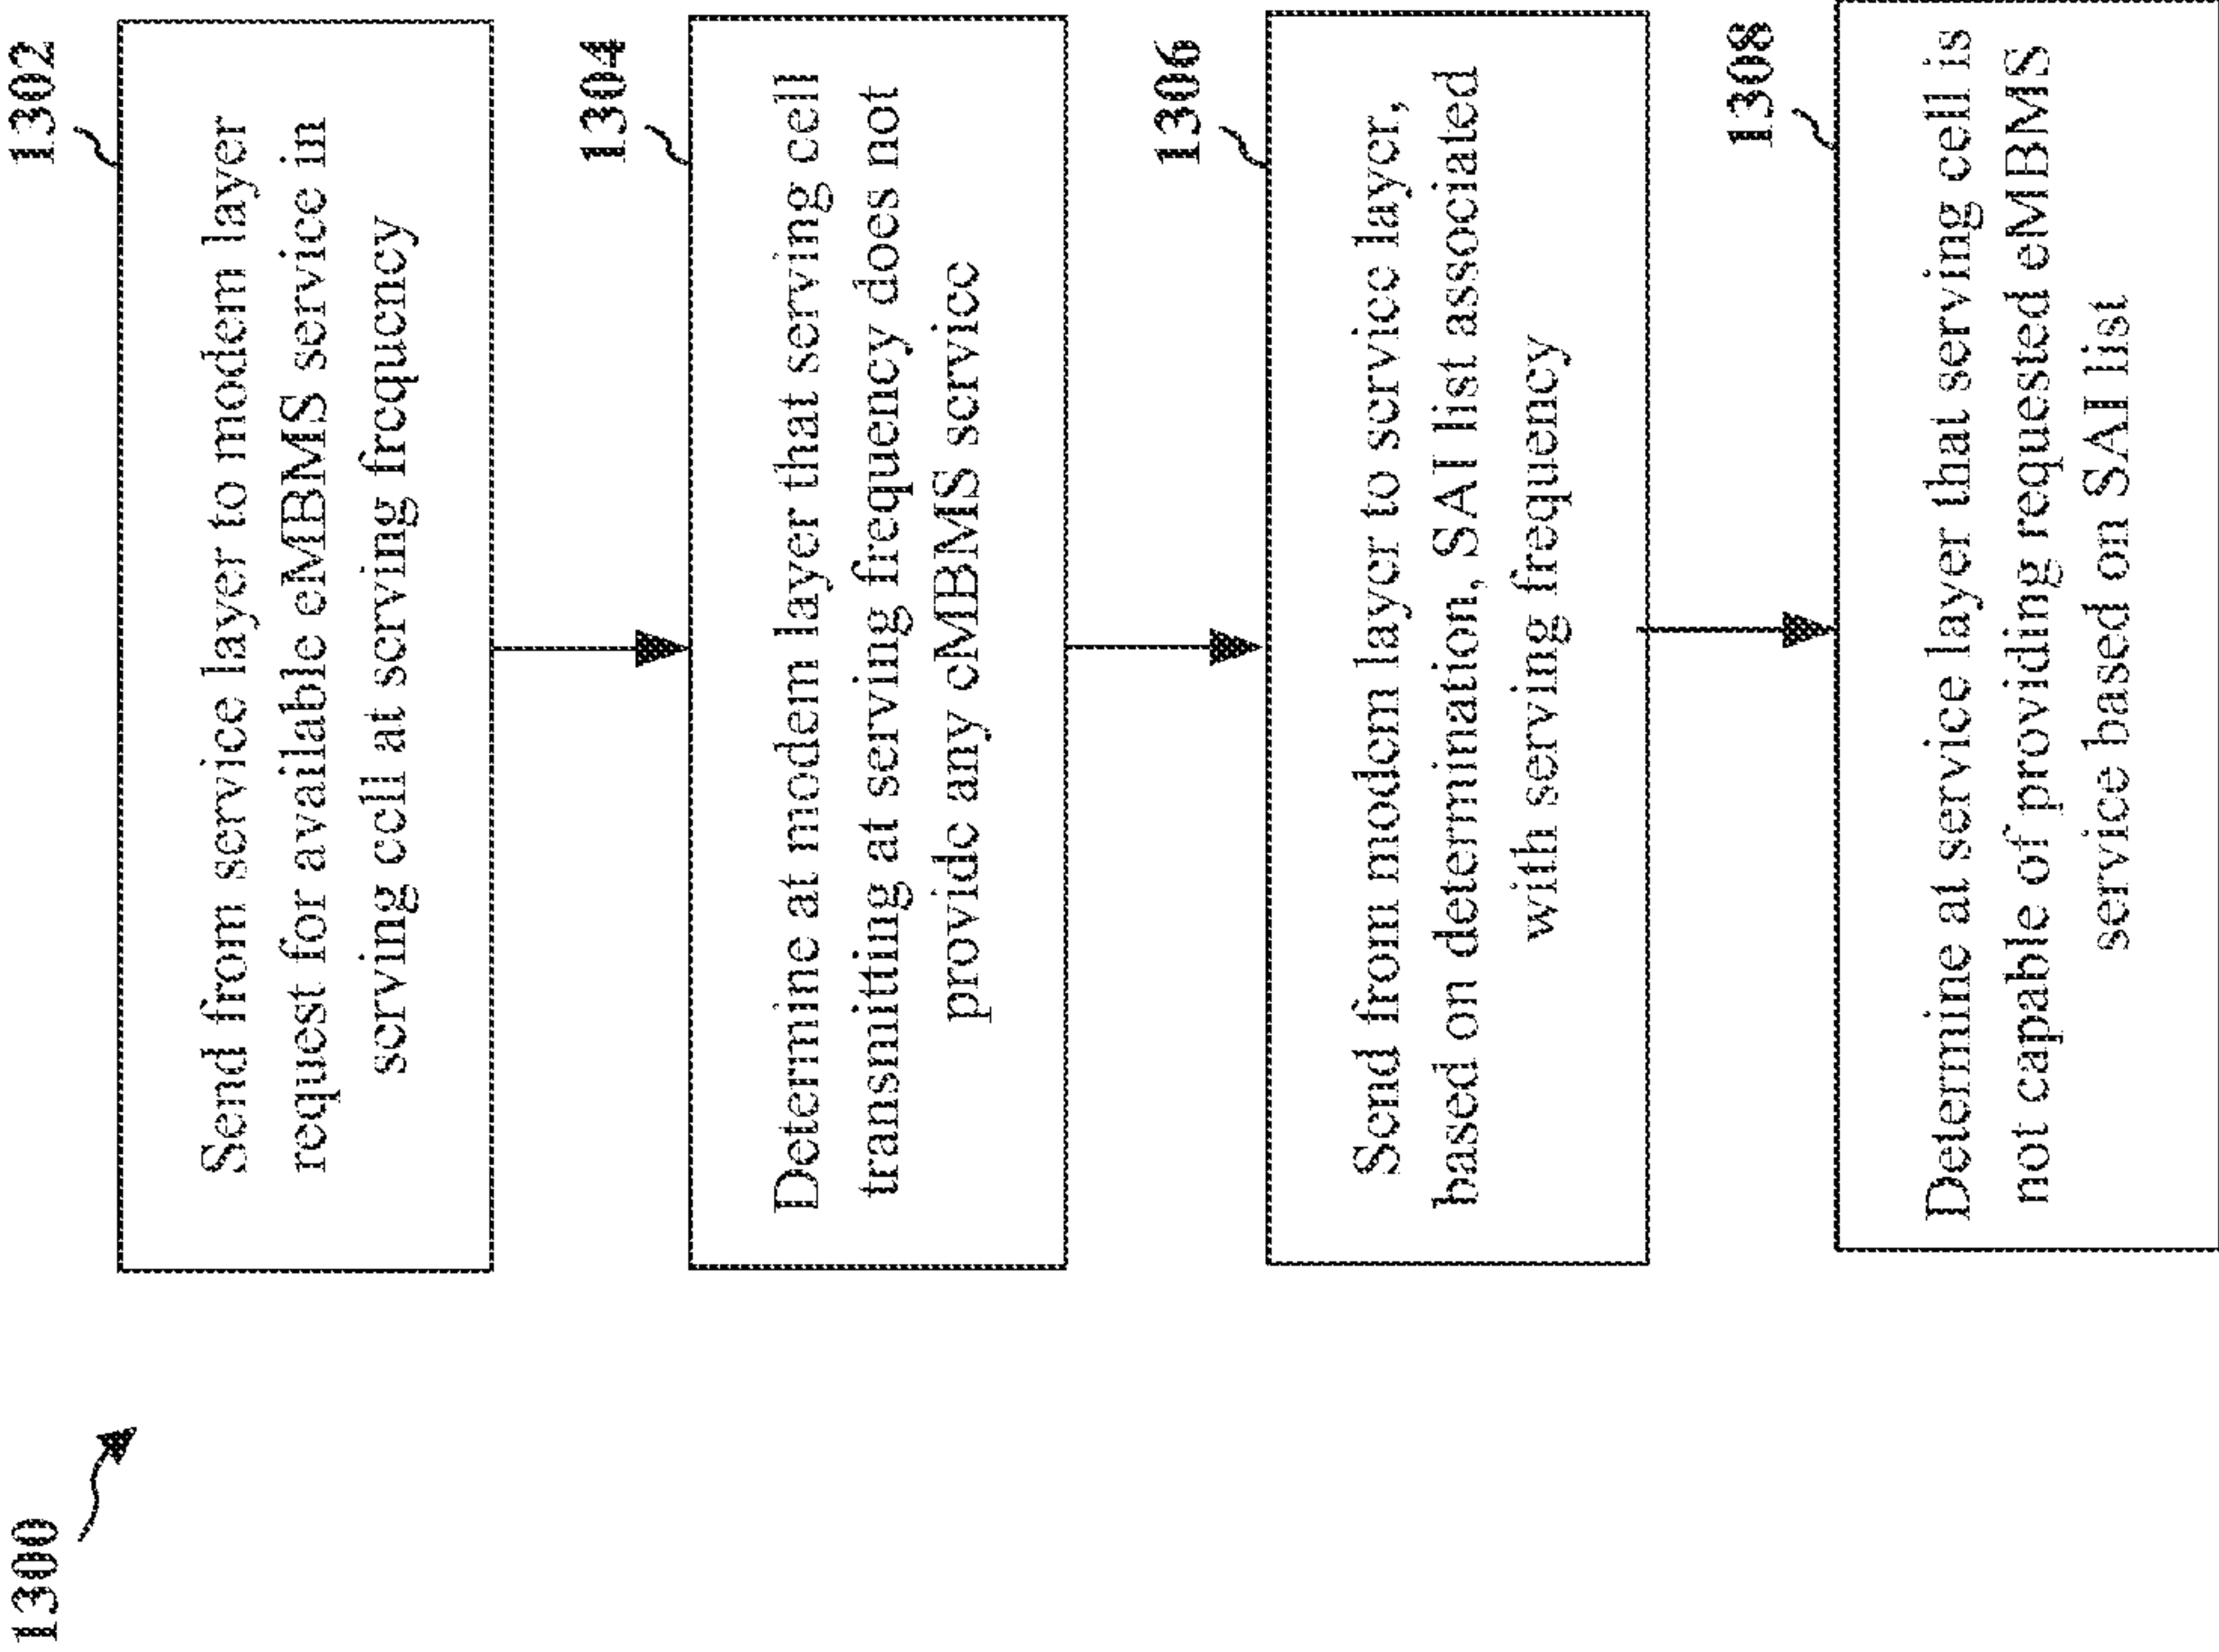 1300
1302
Send from service layer to modem layer
request for available eMBMS service in
serving cell at serving frequency
1304
Determine at modem layer that serving cell
transmitting at serving frequency does not
provide any eMBMS service
1306
Send from modem layer to service layer,
based on determination, SAI list associated
with serving frequency
1308
Determine at service layer that serving cell is
not capable of providing requested eMBMS
service based on SAI list